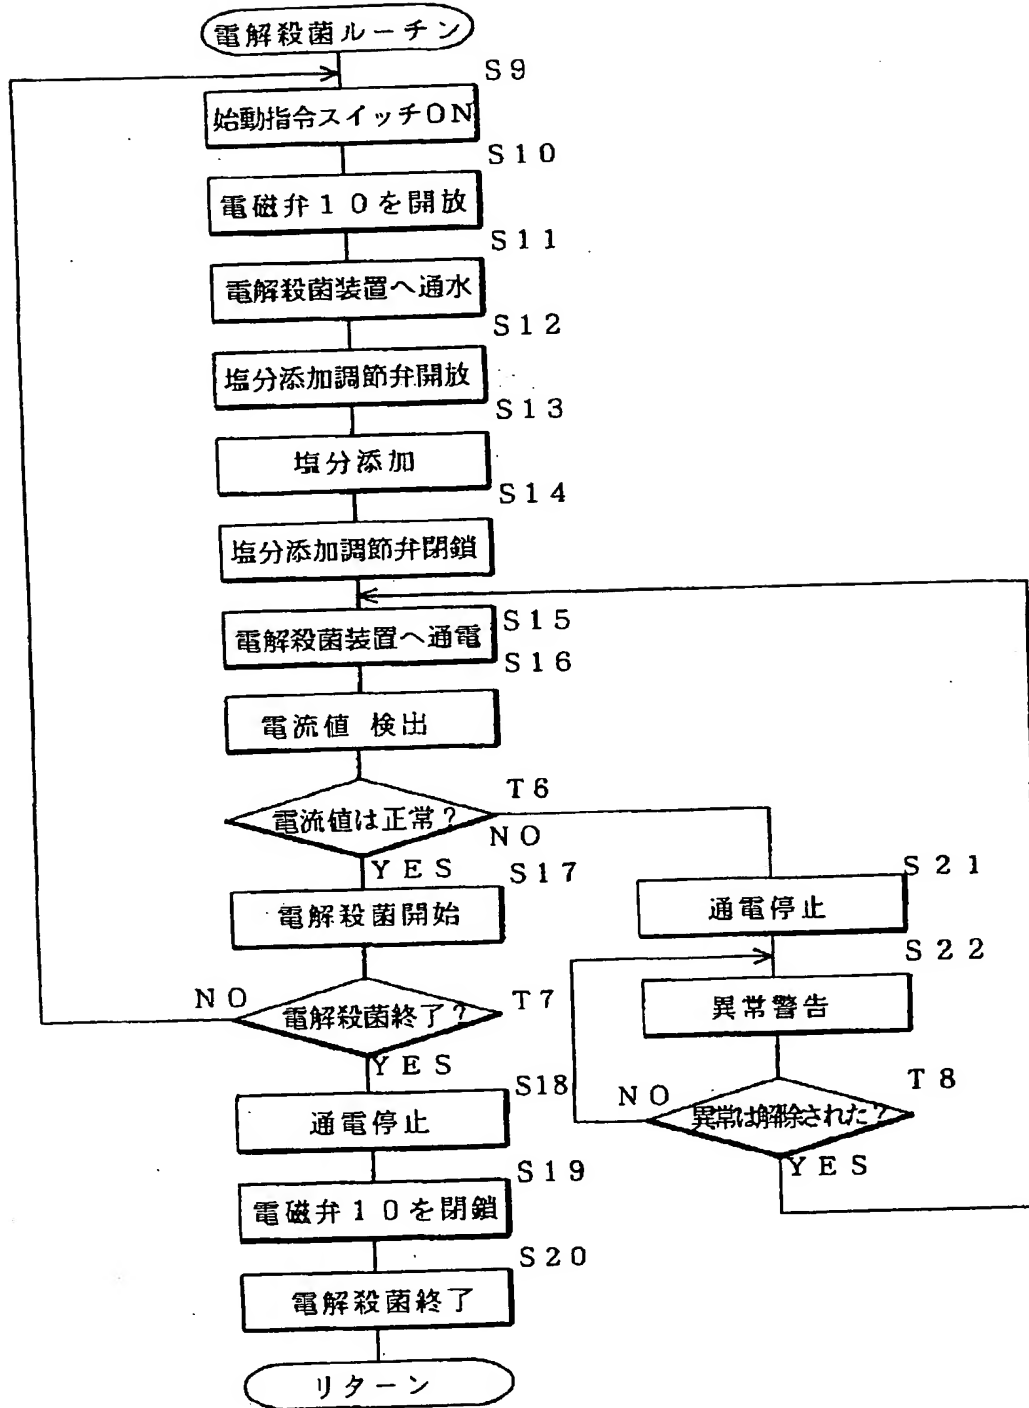 電解殺菌ルーチン
S9
始動指令スイッチON
S10
電磁弁10を開放
S11
電解殺菌装置へ通水
S12
塩分添加調節弁開放
S13
塩分添加
S14
塩分添加調節弁閉鎖
S15
電解殺菌装置へ通電
S16
電流値 検出
T6
電流値は正常?
NO
YES
S17
電解殺菌開始
T7
電解殺菌終了?
NO
YES
S18
通電停止
S19
電磁弁10を閉鎖
S20
電解殺菌終了
リターン
S21
通電停止
S22
異常警告
T8
異常は解除された?
NO
YES